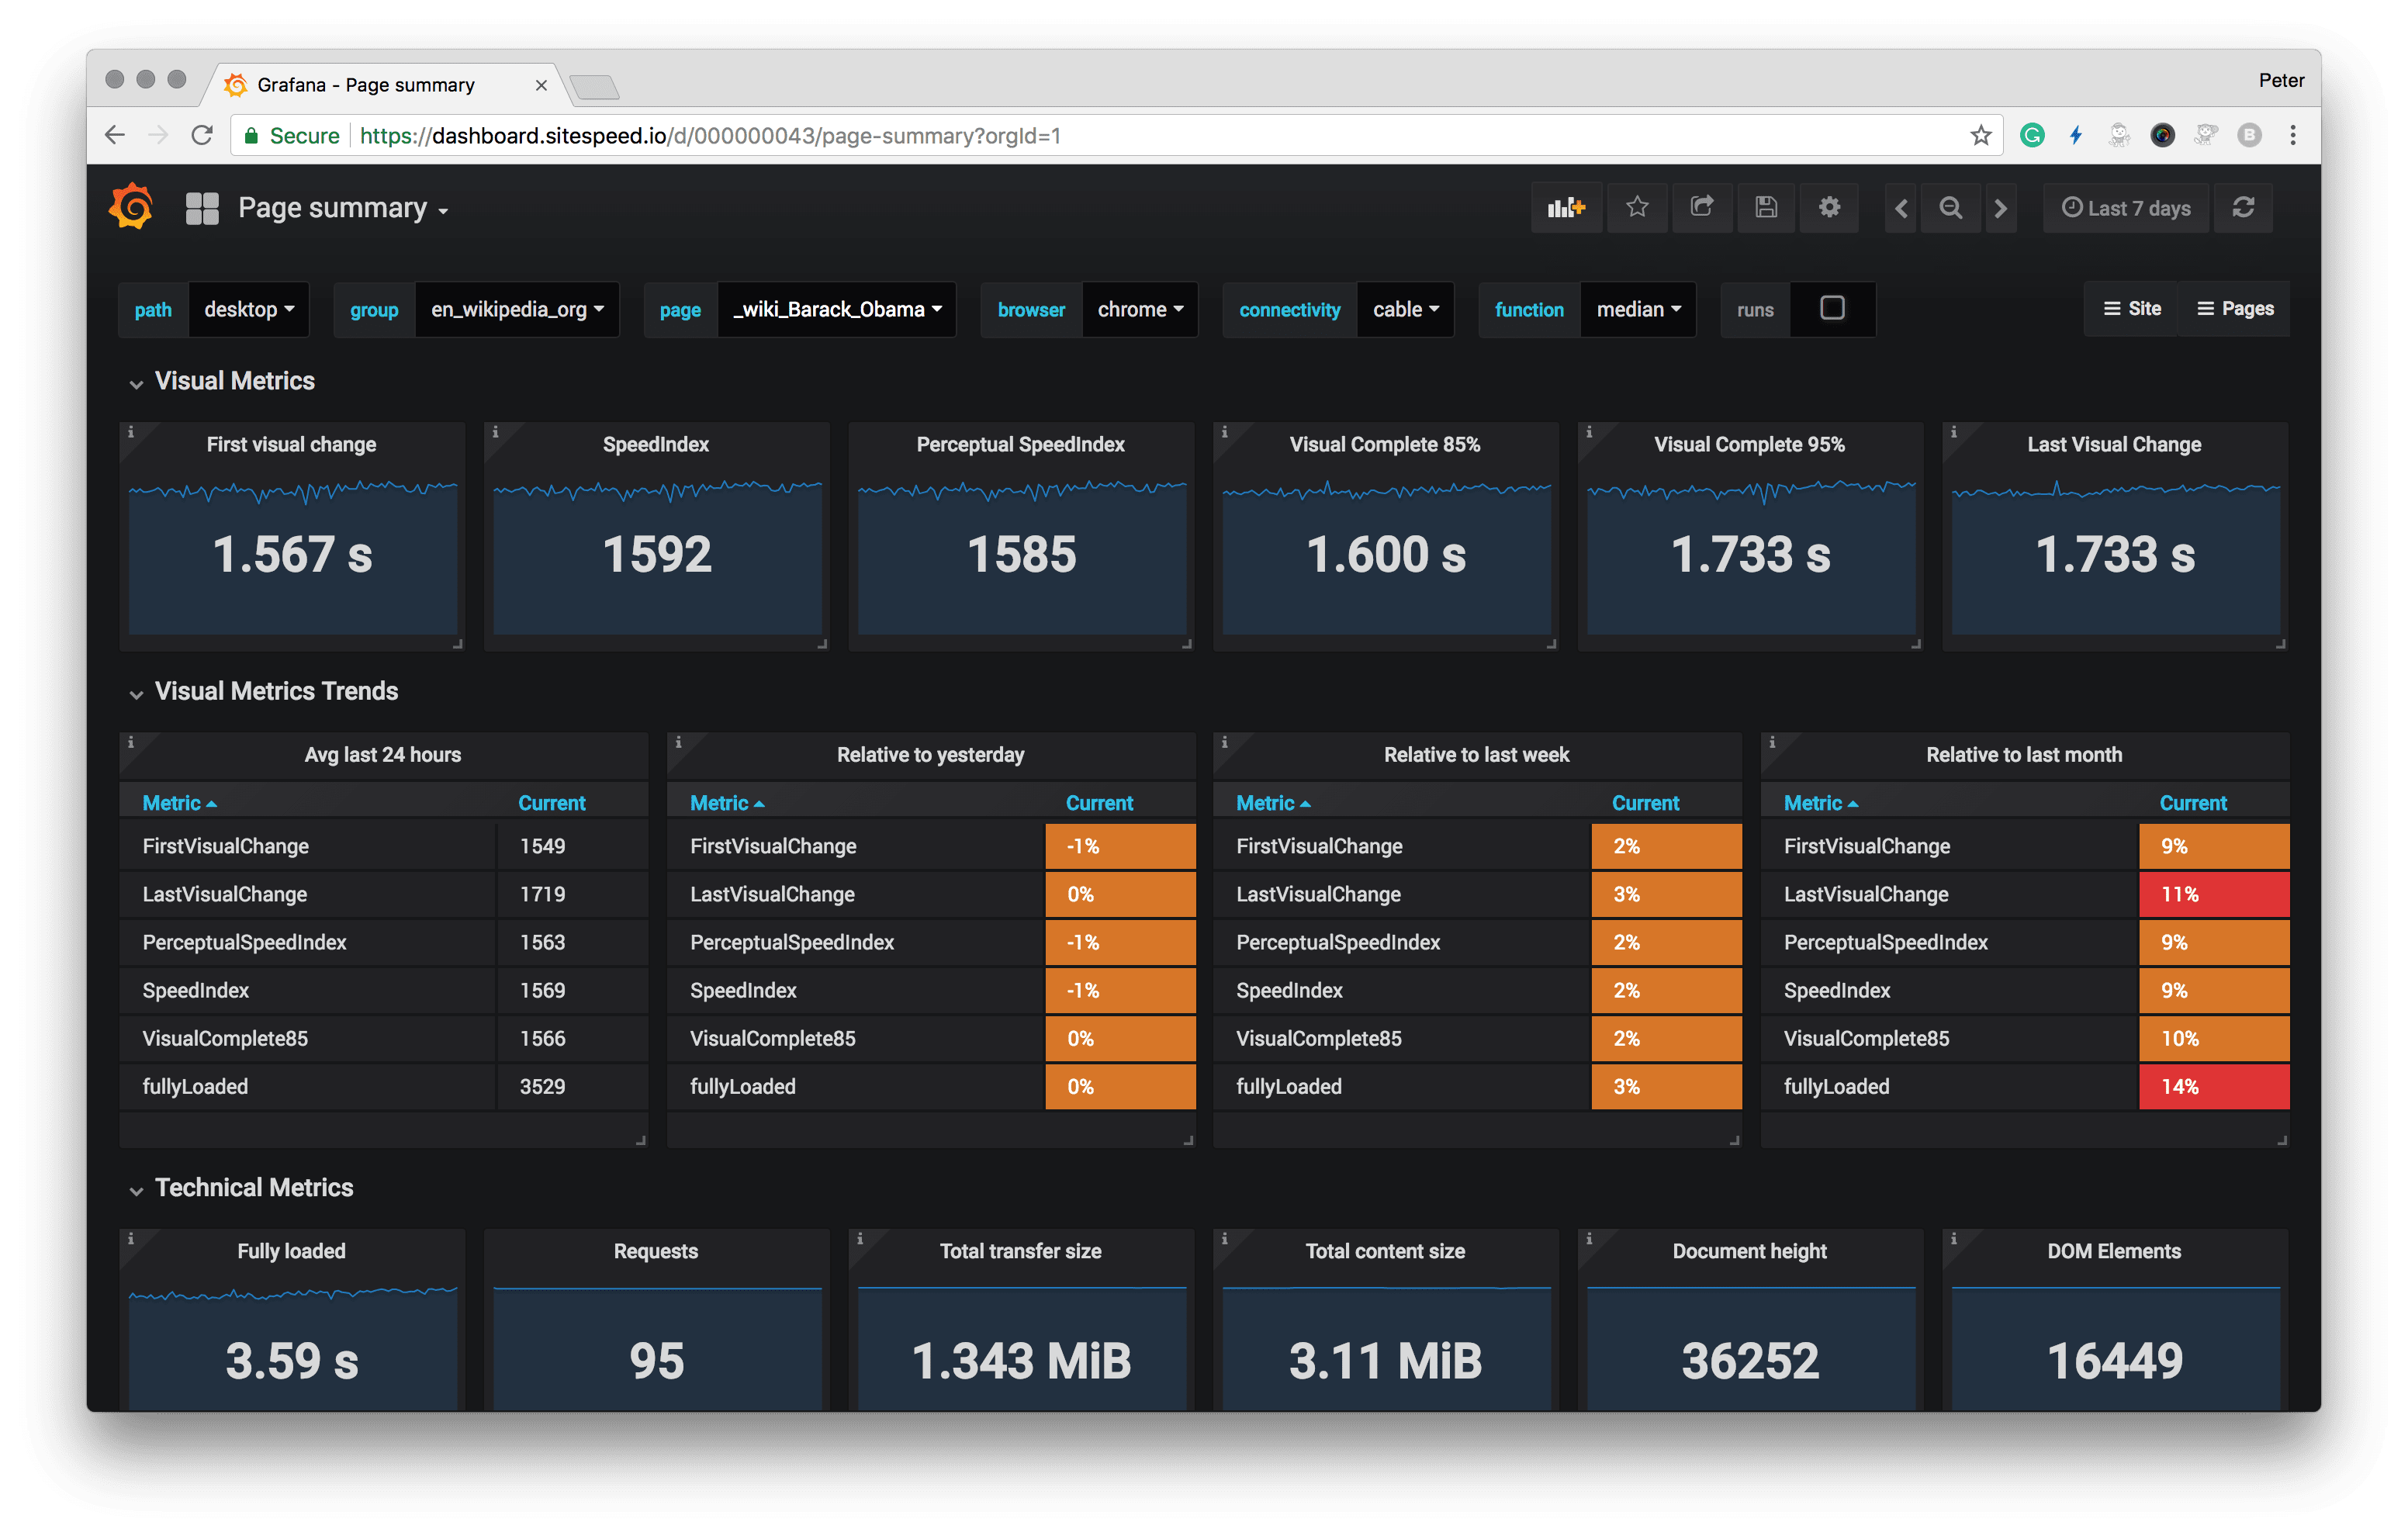 Grafana - Page summary
Peter
Secure https://dashboard.sitespeed.io/d/000000043/page-summary?orgId=1
Page summary
Last 7 days
path desktop group en_wikipedia_org page _wiki_Barack_Obama browser chrome connectivity cable function median runs Site Pages
Visual Metrics
First visual change SpeedIndex Perceptual SpeedIndex Visual Complete 85% Visual Complete 95% Last Visual Change
1.567 s 1592 1585 1.600 s 1.733 s 1.733 s
Visual Metrics Trends
Avg last 24 hours Relative to yesterday Relative to last week Relative to last month
Metric Current Metric Current Metric Current Metric Current
FirstVisualChange 1549 FirstVisualChange -1% FirstVisualChange 2% FirstVisualChange 9%
LastVisualChange 1719 LastVisualChange 0% LastVisualChange 3% LastVisualChange 11%
PerceptualSpeedIndex 1563 PerceptualSpeedIndex -1% PerceptualSpeedIndex 2% PerceptualSpeedIndex 9%
SpeedIndex 1569 SpeedIndex -1% SpeedIndex 2% SpeedIndex 9%
VisualComplete85 1566 VisualComplete85 0% VisualComplete85 2% VisualComplete85 10%
fullyLoaded 3529 fullyLoaded 0% fullyLoaded 3% fullyLoaded 14%
Technical Metrics
Fully loaded Requests Total transfer size Total content size Document height DOM Elements
3.59 s 95 1.343 MiB 3.11 MiB 36252 16449